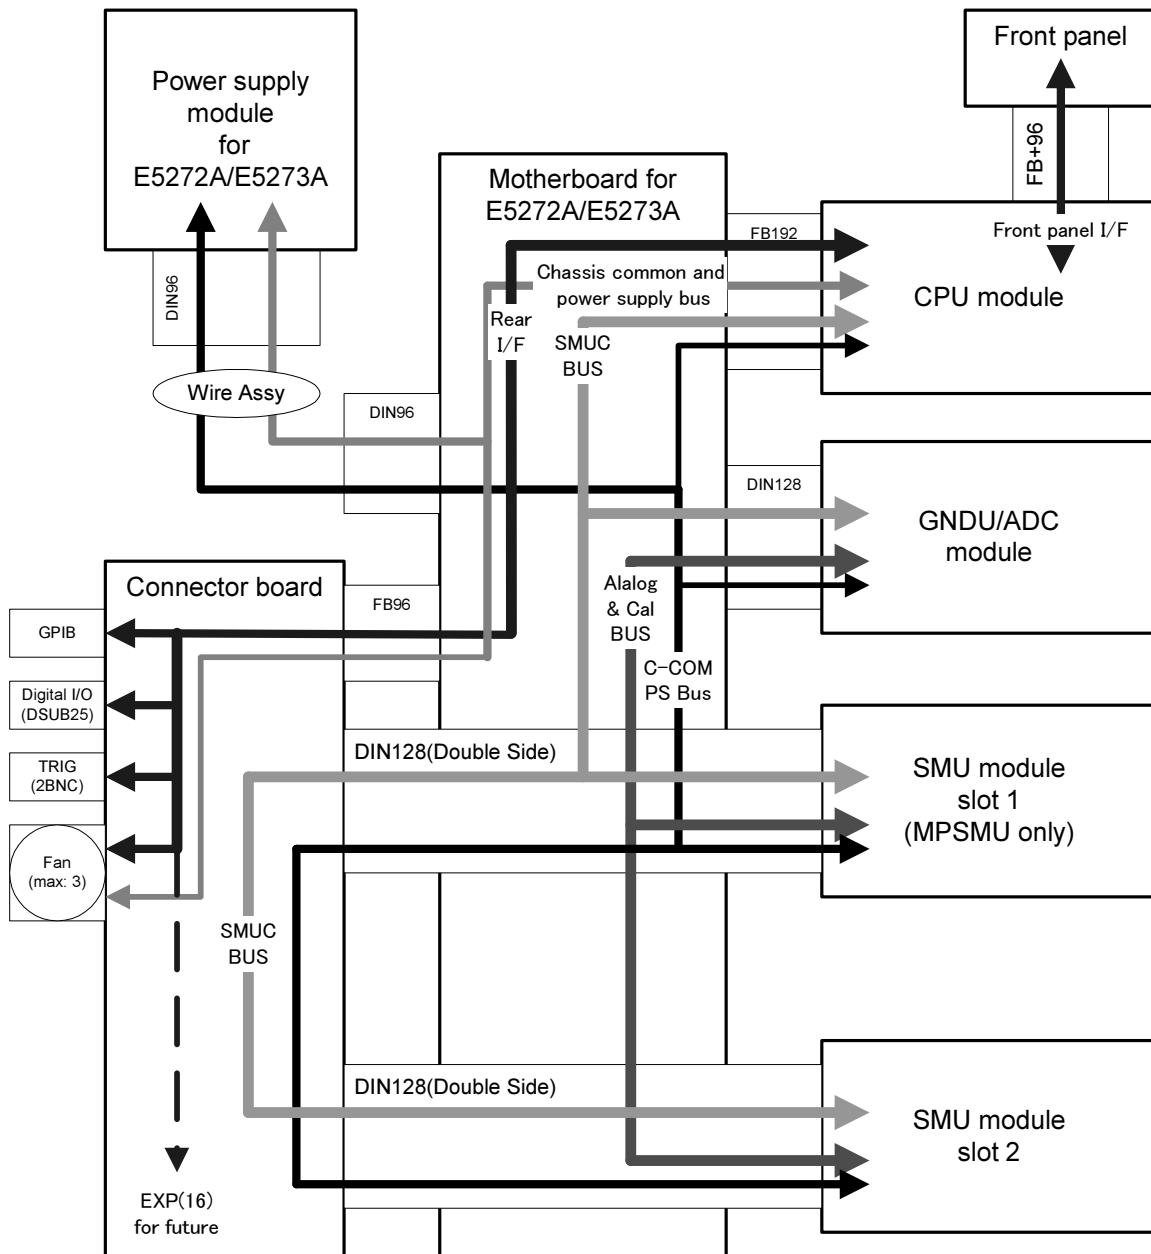 Power supply
module
for
E5272A/E5273A
Front panel
FB+96
Motherboard for
E5272A/E5273A
FB192
Front panel I/F
CPU module
Chassis common and
power supply bus
Rear
I/F
SMUC
BUS
DIN96
Wire Assy
DIN96
DIN128
GNDU/ADC
module
Connector board
FB96
Alalog
& Cal
BUS
GPIB
C-COM
PS Bus
Digital I/O
(DSUB25)
DIN128(Double Side)
TRIG
(2BNC)
SMU module
slot 1
(MPSMU only)
Fan
(max: 3)
SMUC
BUS
DIN128(Double Side)
SMU module
slot 2
EXP(16)
for future